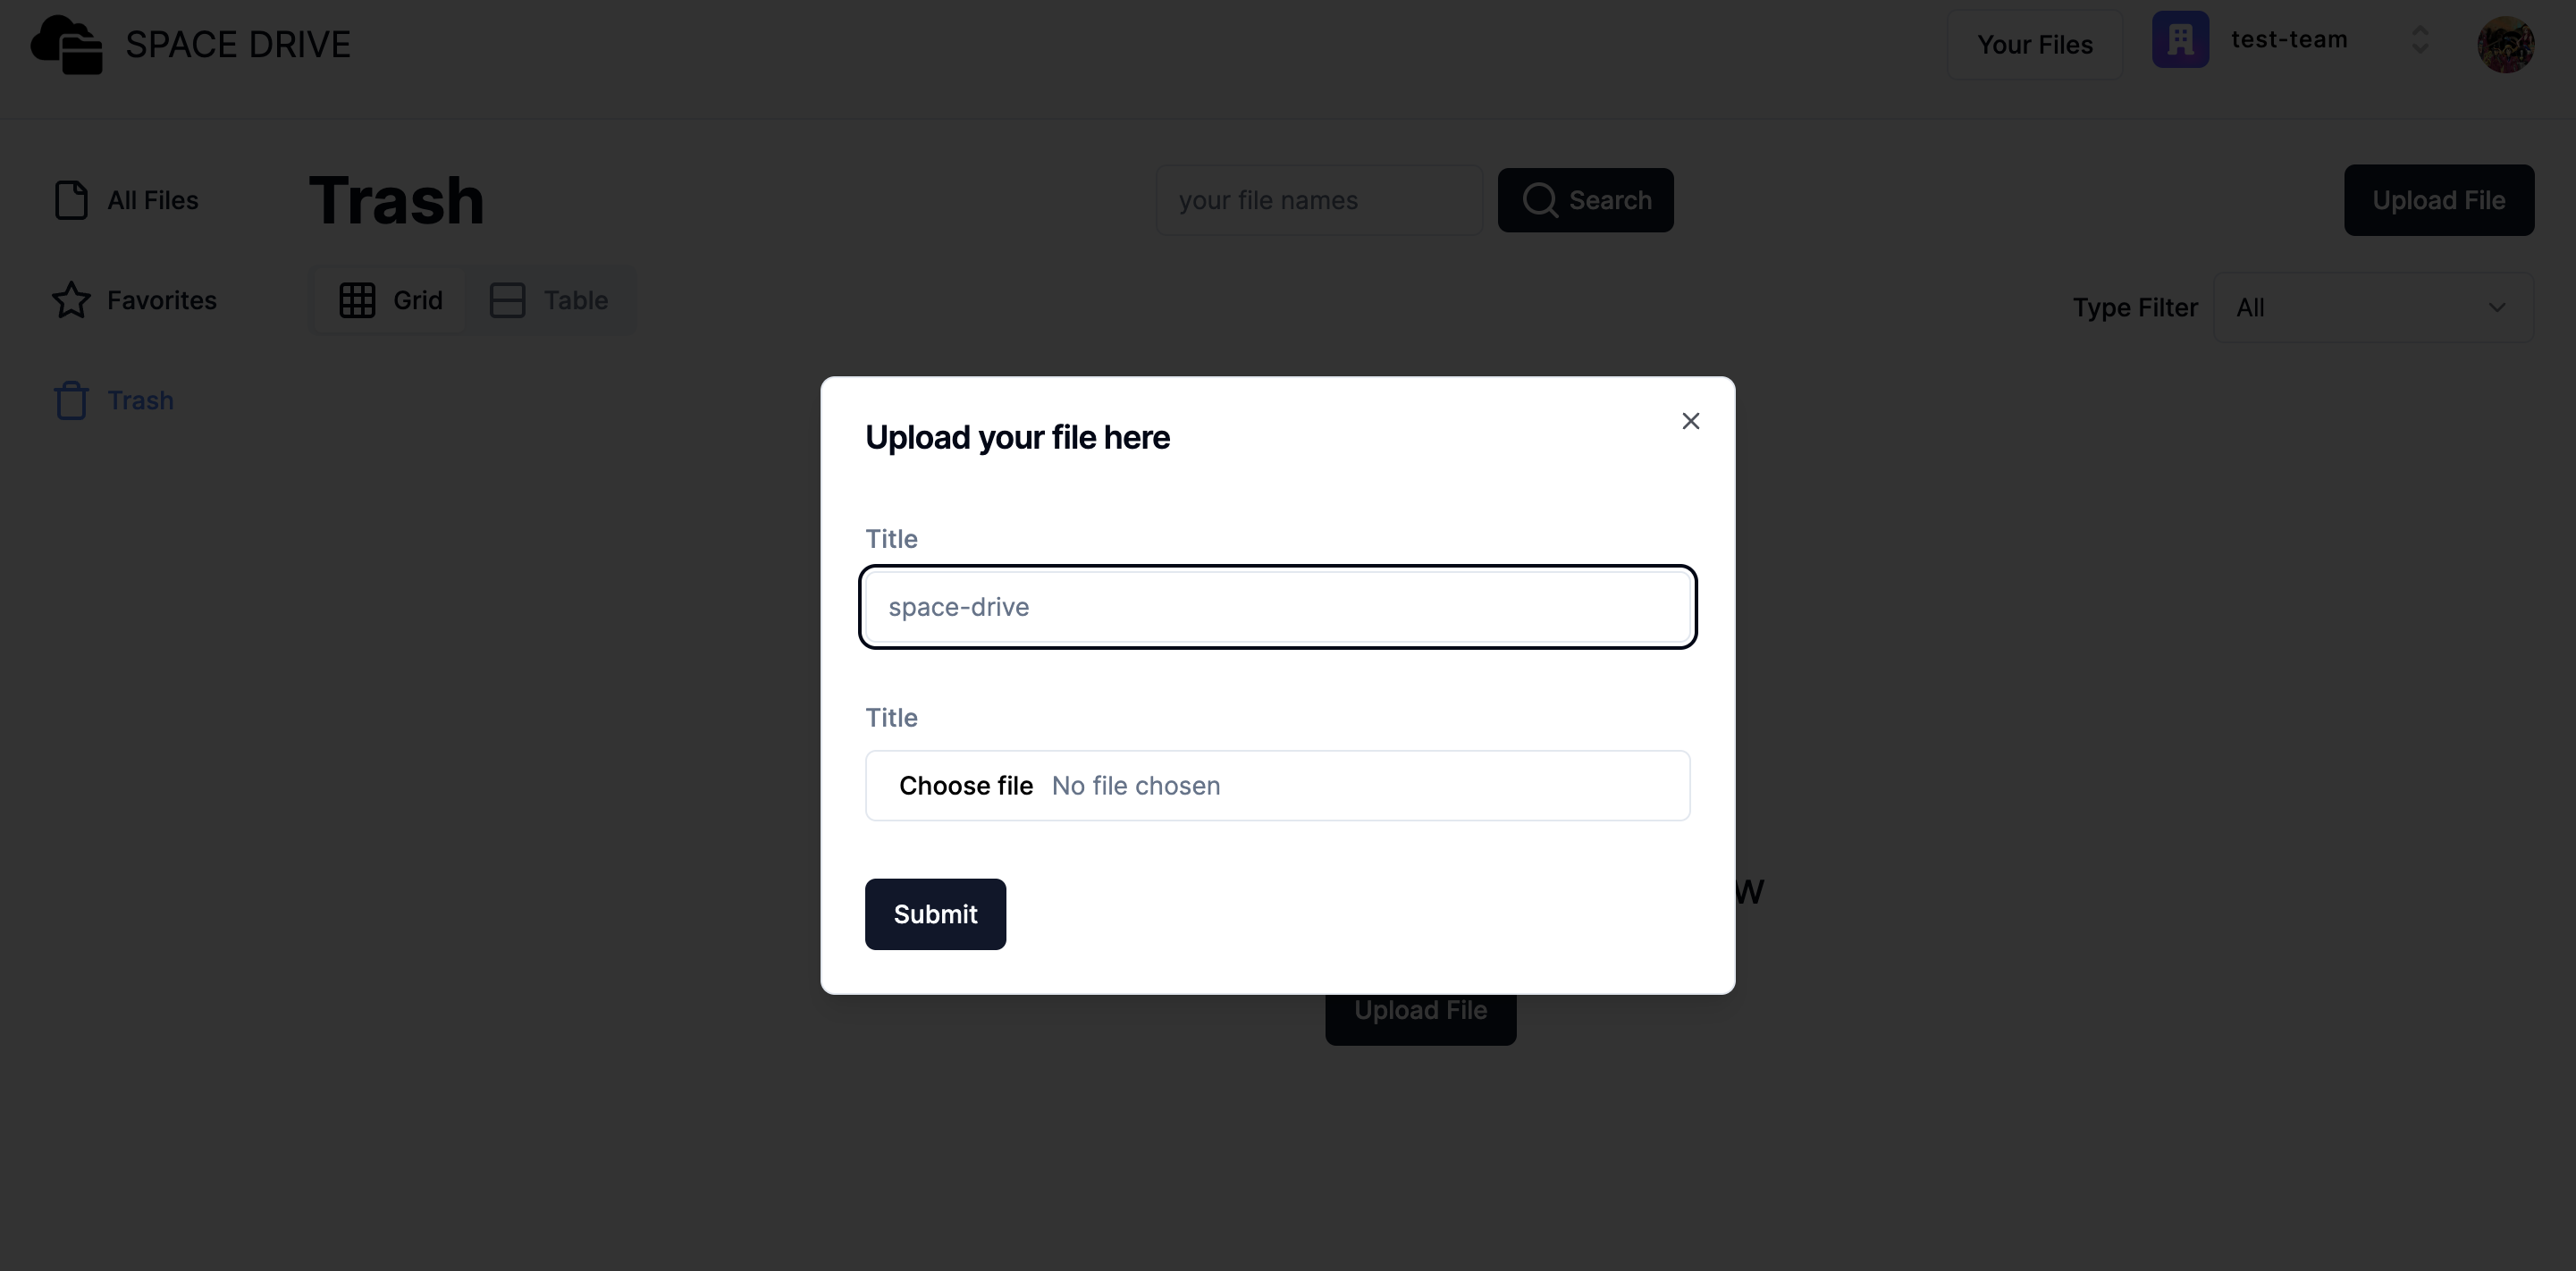 SPACE DRIVE
Your Files
test-team
All Files
Trash
your file names
Search
Upload File
Favorites
Grid
Table
Type Filter
All
Trash
Upload your file here
Title
space-drive
Title
Choose file No file chosen
Submit
Upload File